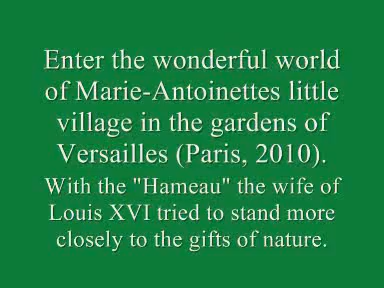 Enter the wonderful world
of Marie-Antoinettes little
village in the gardens of
Versailles (Paris, 2010).
With the "Hameau" the wife of
Louis XVI tried to stand more
closely to the gifts of nature.